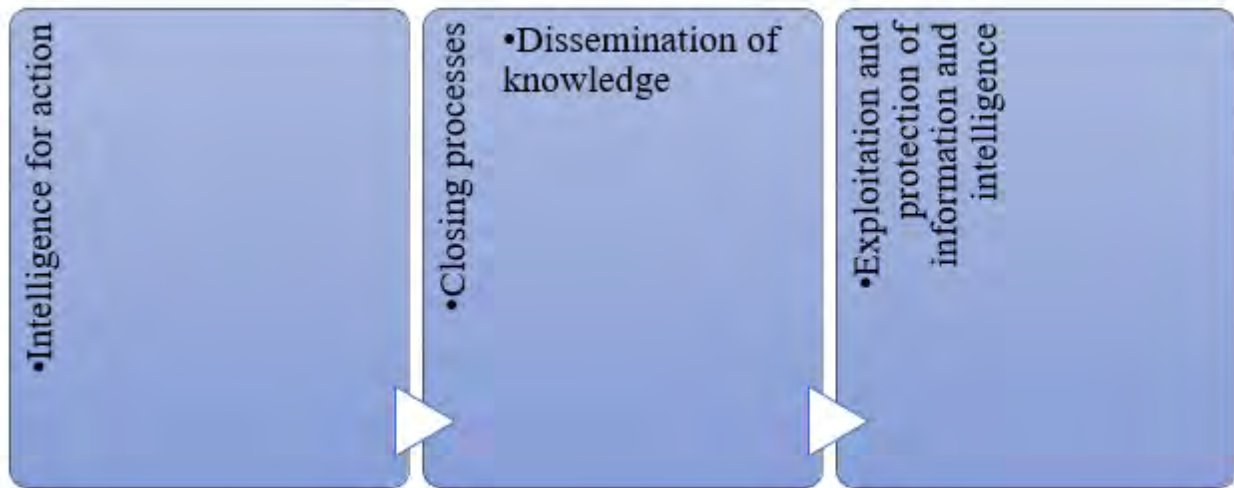 •Intelligence for action
•Closing processes
•Dissemination of
knowledge
•Exploitation and
protection of
information and
intelligence